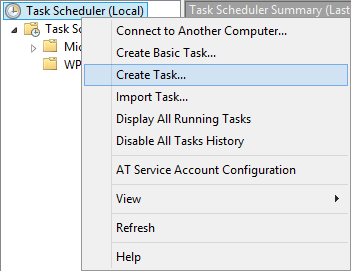 Task Scheduler (Local)
Task Scheduler Summary (Last
Task Sc
Mic
WP
Connect to Another Computer...
Create Basic Task...
Create Task...
Import Task...
Display All Running Tasks
Disable All Tasks History
AT Service Account Configuration
View
Refresh
Help